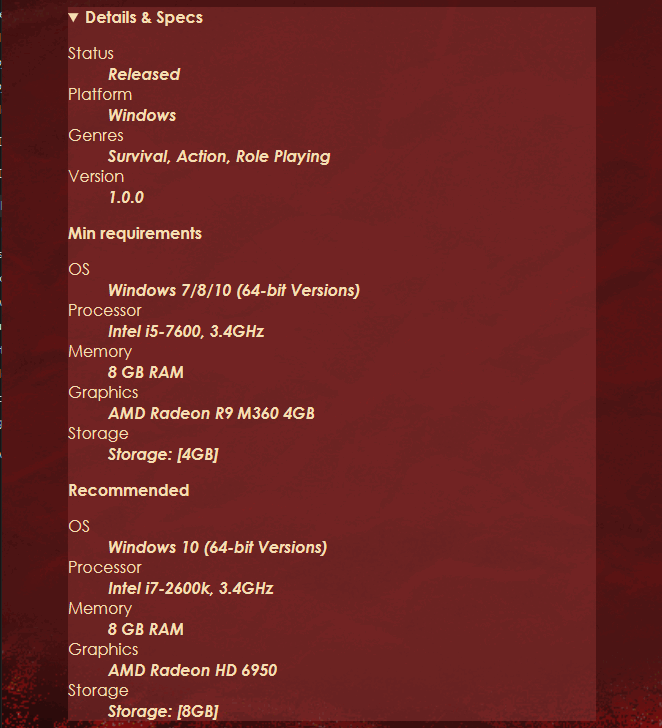 ▼ Details & Specs
Status
Released
Platform
Windows
Genres
Survival, Action, Role Playing
Version
1.0.0
Min requirements
OS
Windows 7/8/10 (64-bit Versions)
Processor
Intel i5-7600, 3.4GHz
Memory
8 GB RAM
Graphics
AMD Radeon R9 M360 4GB
Storage
Storage: [4GB]
Recommended
OS
Windows 10 (64-bit Versions)
Processor
Intel i7-2600k, 3.4GHz
Memory
8 GB RAM
Graphics
AMD Radeon HD 6950
Storage
Storage: [8GB]